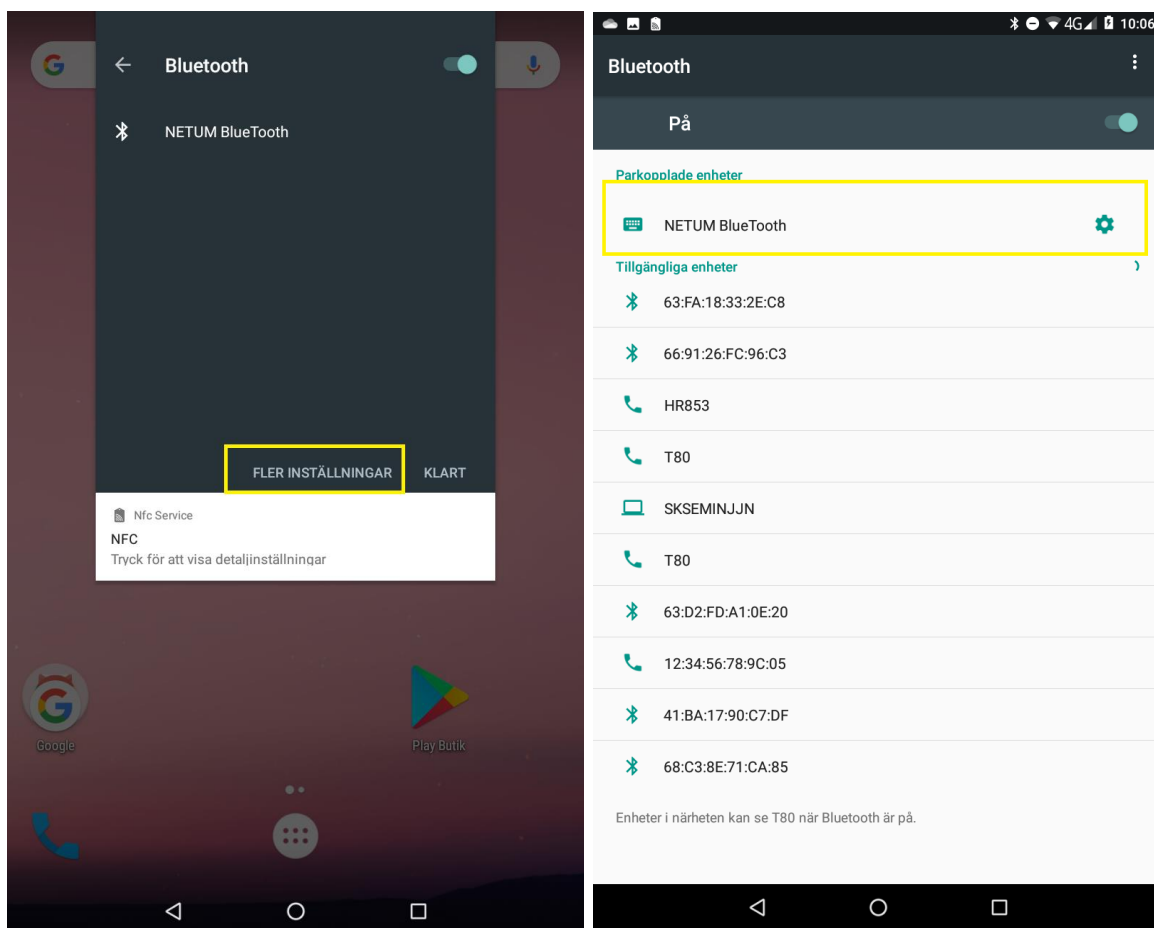 Bluetooth
NETUM BlueTooth
FLER INSTÄLLNINGAR KLART
Nfc Service
NFC
Tryck för att visa detaljinställningar
Google
Play Butik
4G 10:06
Bluetooth
På
Parkopplade enheter
NETUM BlueTooth
Tillgängliga enheter
63:FA:18:33:2E:C8
66:91:26:FC:96:C3
HR853
T80
SKSEMINJJN
T80
63:D2:FD:A1:0E:20
12:34:56:78:9C:05
41:BA:17:90:C7:DF
68:C3:8E:71:CA:85
Enheter i närheten kan se T80 när Bluetooth är på.